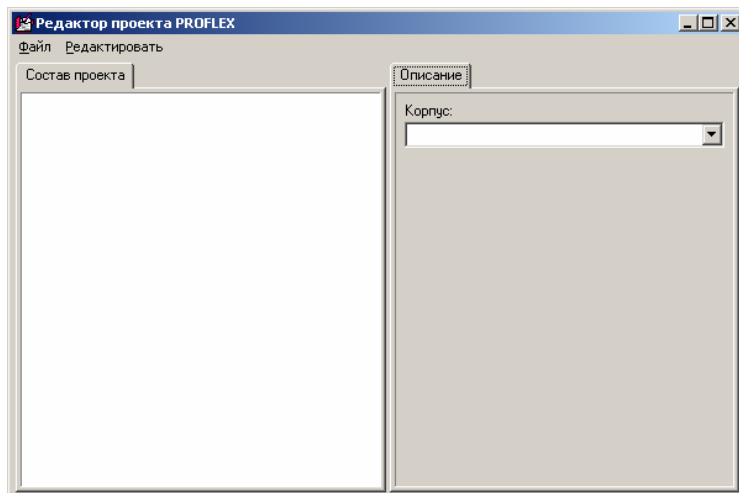 Редактор проекта PROFLEX
Файл Редактировать
Состав проекта
Описание
Корпус: